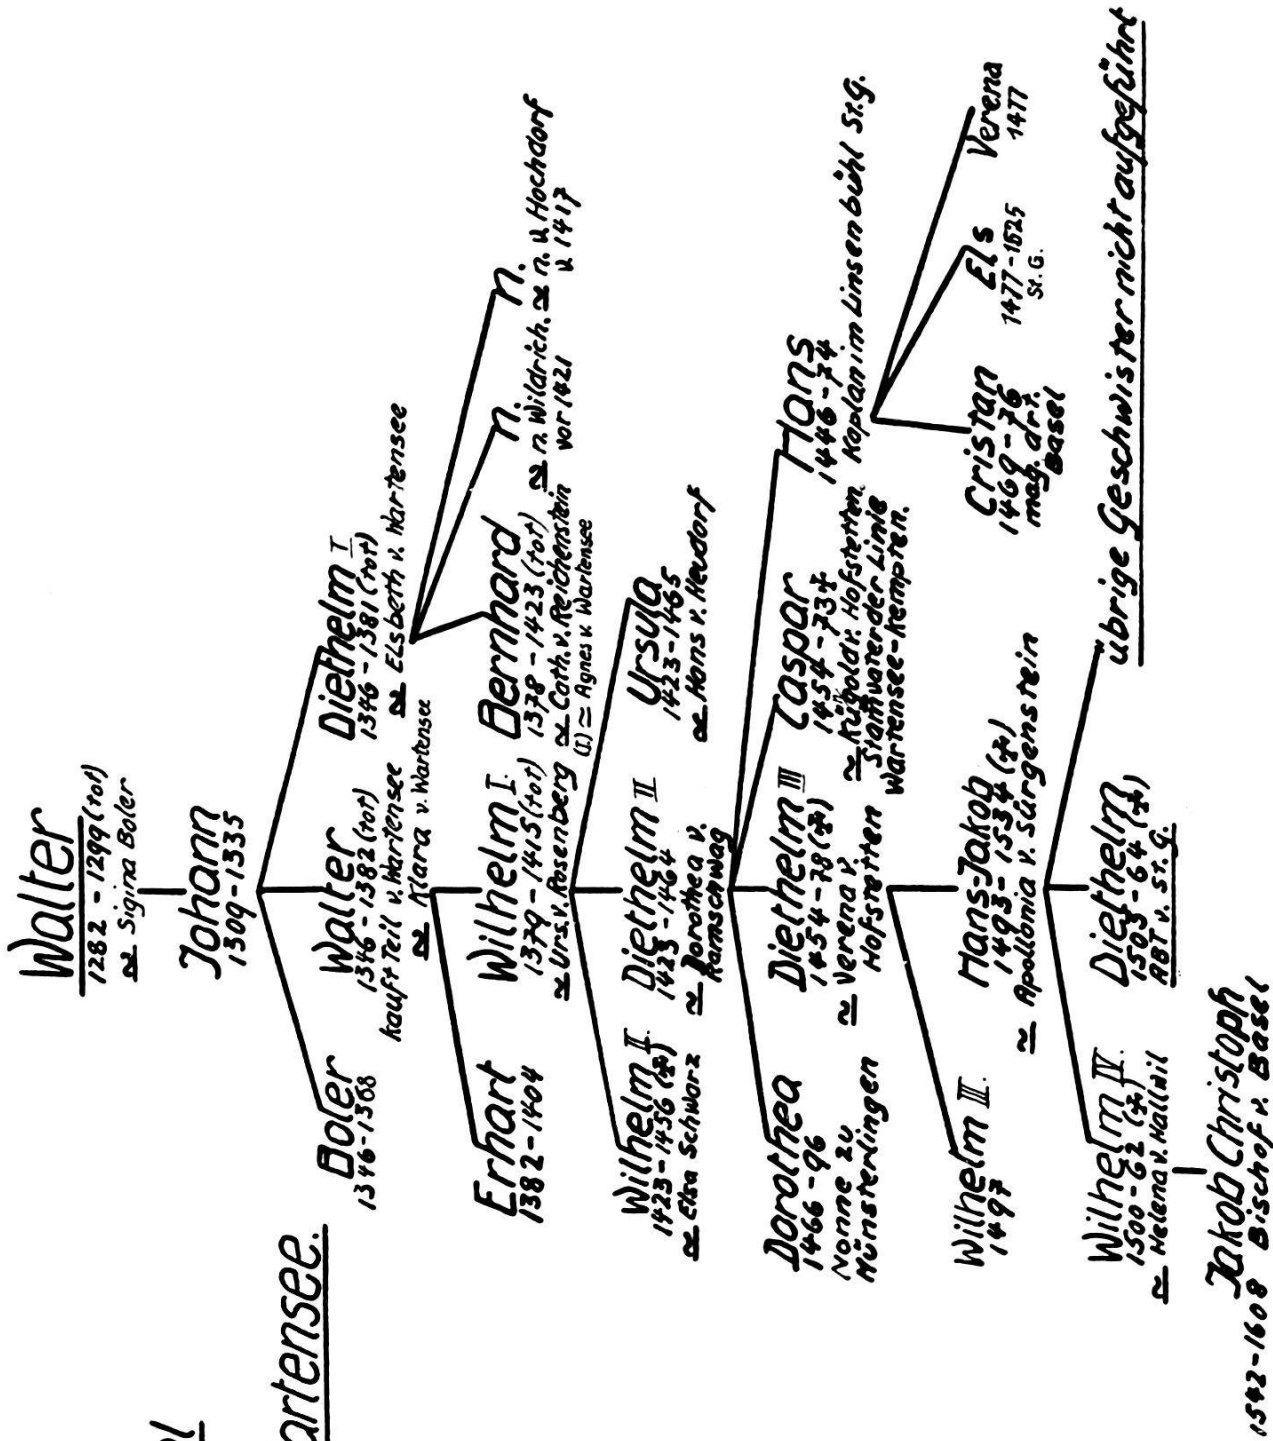 Walter
1282 - 1299 (tot)
≃ Sigina Boler
Johann
1309 - 1335
Boler
1346 - 1368
Walter
1346 - 1382 (tot)
kauft Teil v. Wartensee
≃ Klara v. Wartensee
Diethelm I
1346 - 1381 (tot)
≃ Elsbeth v. Wartensee
artensee.
Erhart
1382 - 1404
Wilhelm I.
1379 - 1415 (tot)
≃ Urs. v. Rosenberg
Bernhard
1378 - 1423 (tot)
≃ Cath. v. Reichenstein
(I) ≃ Agnes v. Wartensee
n.
≃ n. Wildrich.
vor 1421
n.
≃ n. v. Hochdorf
v. 1417
Wilhelm II.
1423 - 1456 (☩)
≃ Elsa Schwarz
Diethelm II
1423 - 1464
≃ Dorothea v.
Ramschwag
Ursula
1423 - 1465
≃ Hans v. Heudorf
Dorothea
1466 - 96
Nonne zu
Münsterlingen
Diethelm III
1454 - 78 (☩)
≃ Verena v.
Hofstetten
Caspar
1454 - 73 ☩
≃ Kügoldr. Hofstetten.
Stamvater der Linie
Wartensee-Kempten.
Hans
1446 - 74
Kaplan im Linsenbühl St.G.
Wilhelm III.
1497
Hans-Jakob
1493 - 1534 (☩)
≃ Apollonia v. Sürgenstein
Cristan
1469 - 76
mag. art.
Basel
Els
1477 - 1525
St.G.
Verena
1477
Wilhelm IV.
1500 - 62 (☩)
≃ Helena v. Hallwil
Diethelm
1503 - 64 (☩)
ABT v. St.G.
übrige Geschwister nicht aufgeführt
Jakob Christoph
1542 - 1608 Bischof v. Basel